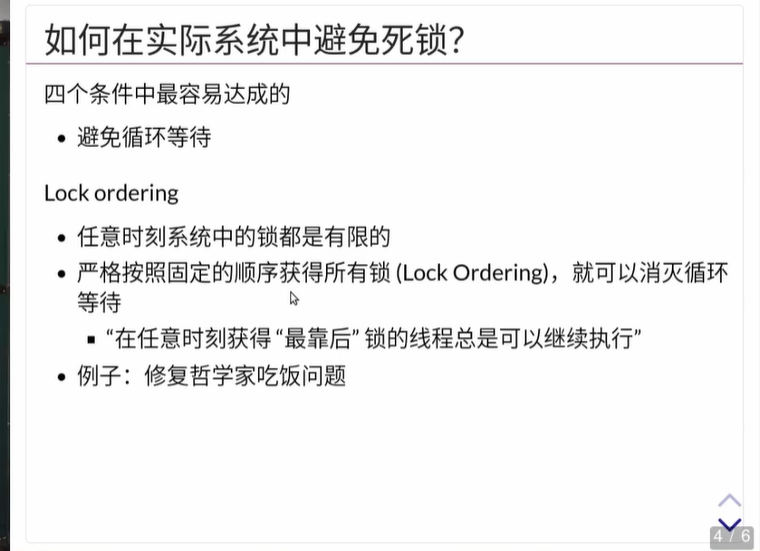 如何在实际系统中避免死锁？
四个条件中最容易达成的
• 避免循环等待
Lock ordering
• 任意时刻系统中的锁都是有限的
• 严格按照固定的顺序获得所有锁 (Lock Ordering)，就可以消灭循环
等待
▪ “在任意时刻获得 “最靠后” 锁的线程总是可以继续执行”
• 例子：修复哲学家吃饭问题
4 / 6